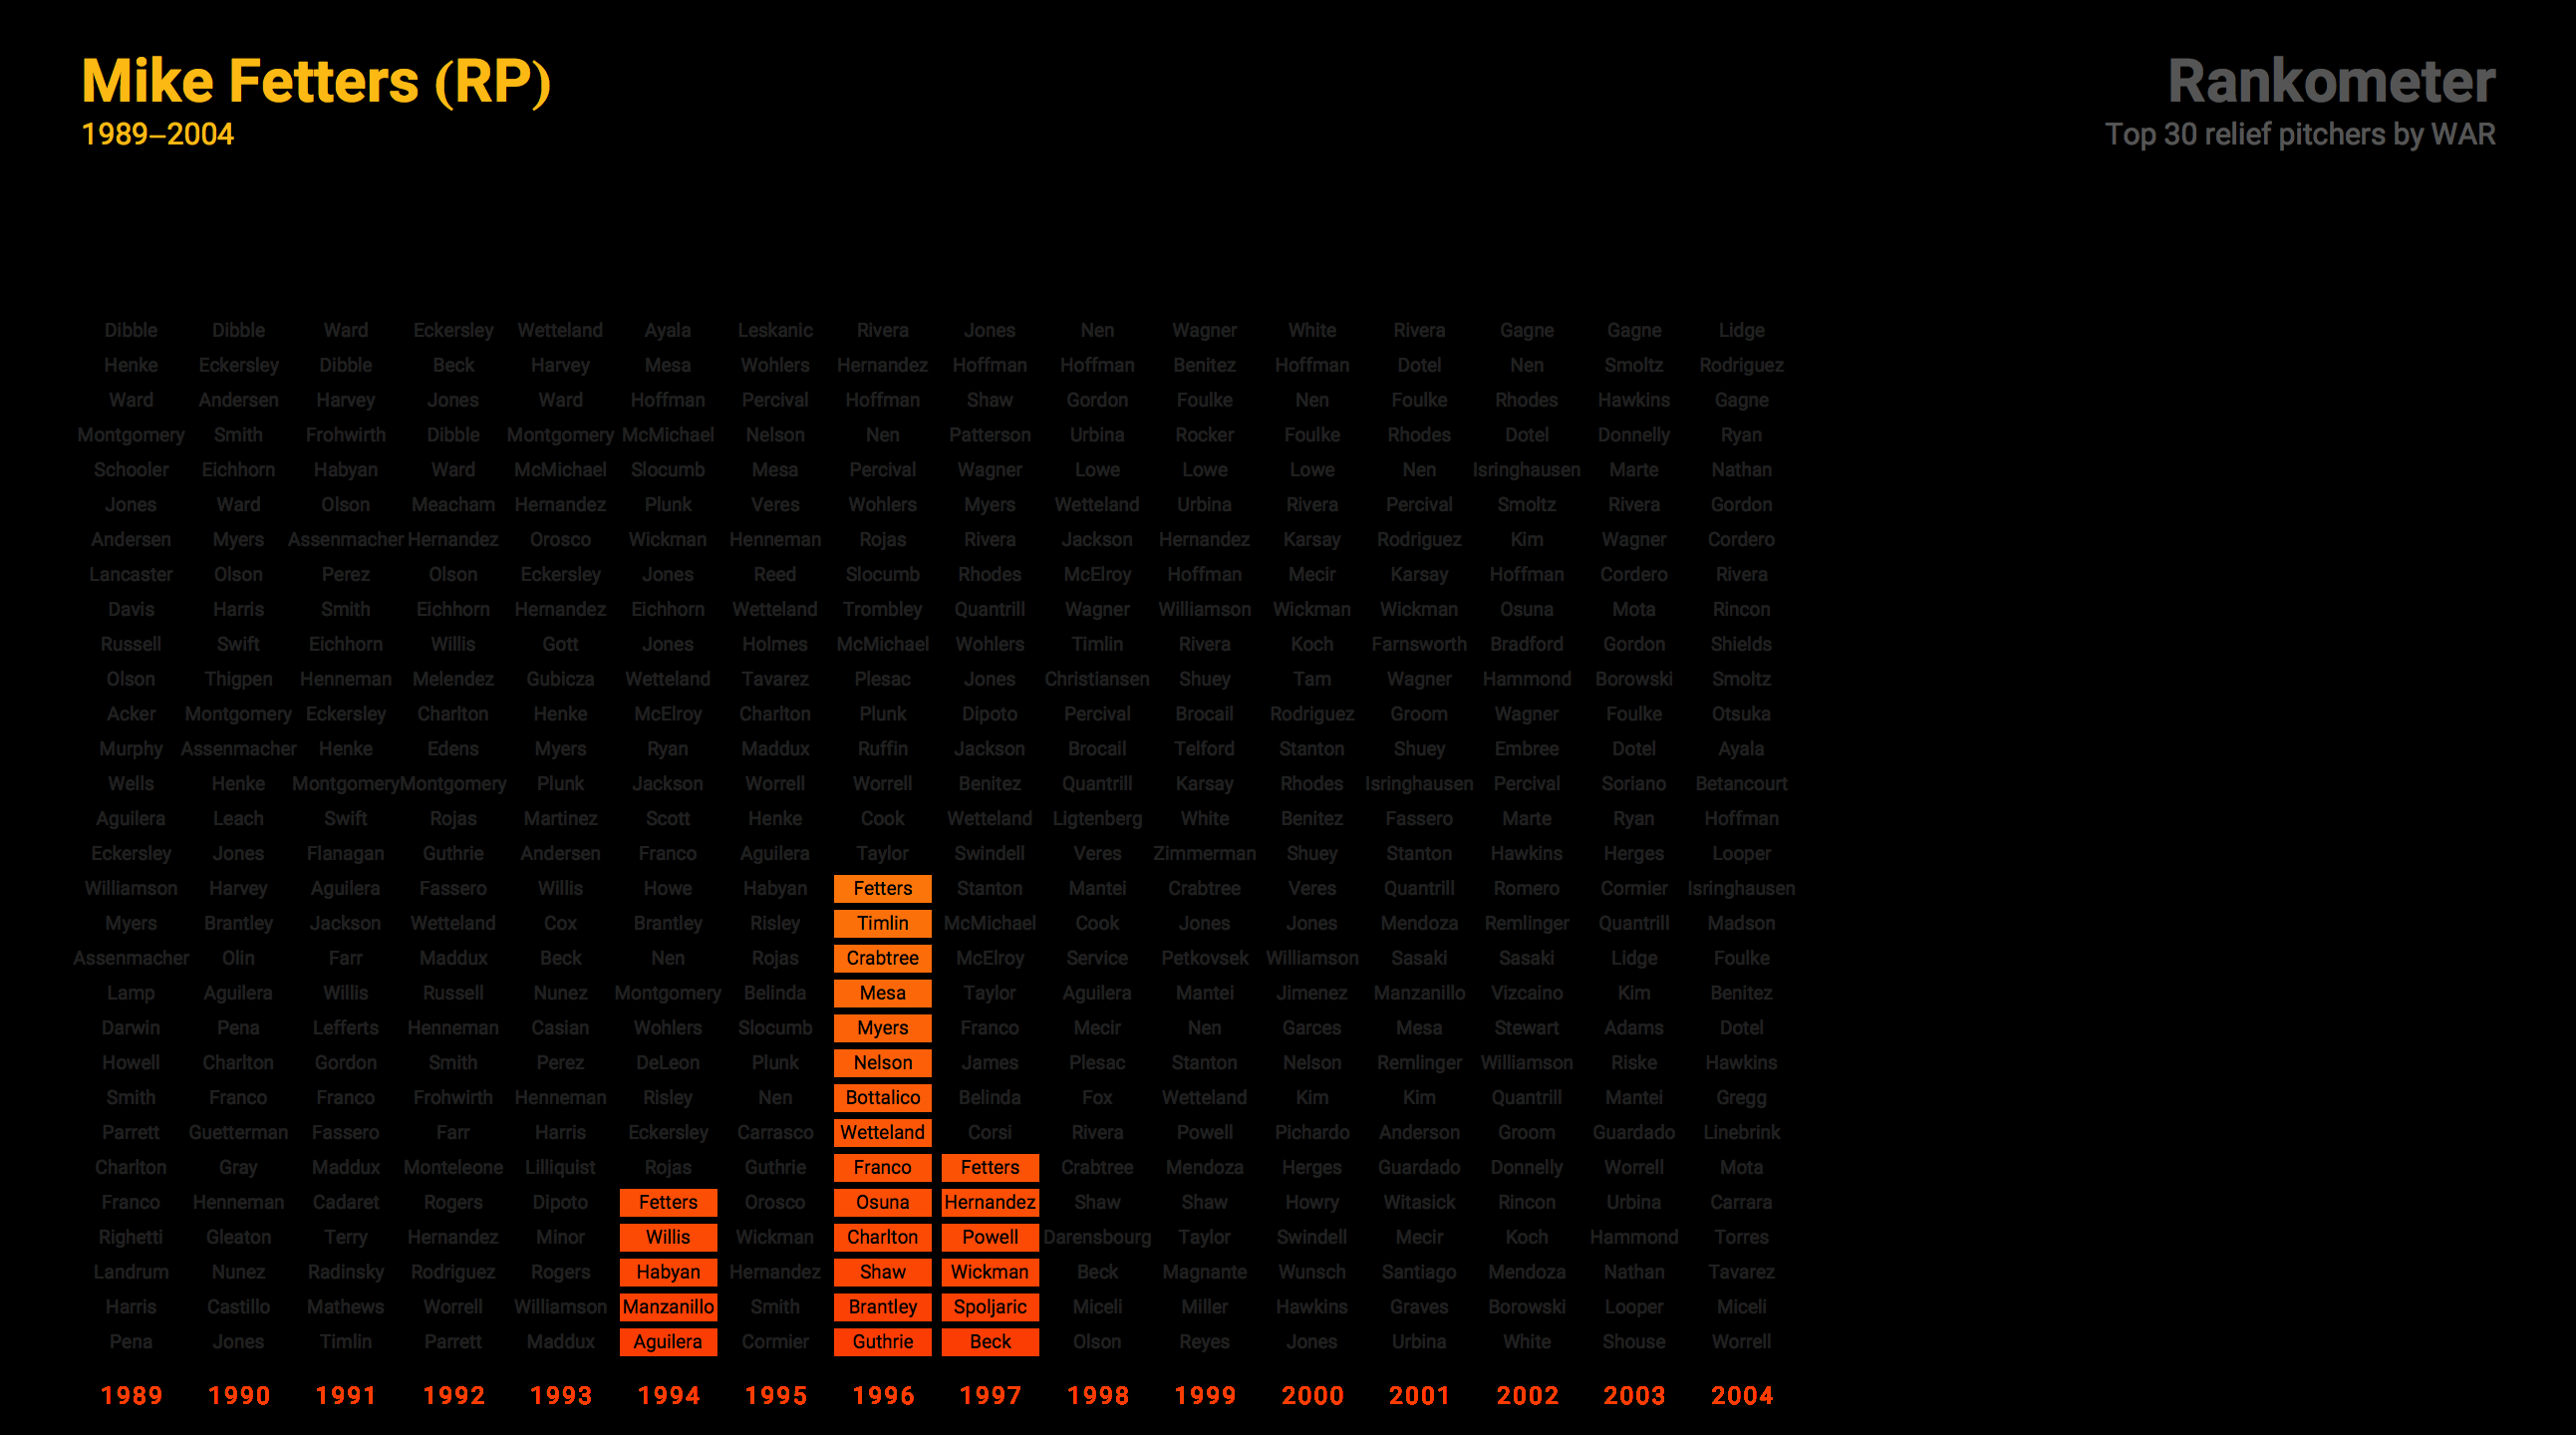 Mike Fetters (RP)
1989–2004
Rankometer
Top 30 relief pitchers by WAR
Dibble Dibble Ward Eckersley Wetteland Ayala Leskanic Rivera Jones Nen Wagner White Rivera Gagne Gagne Lidge
Henke Eckersley Dibble Beck Harvey Mesa Wohlers Hernandez Hoffman Hoffman Benitez Hoffman Dotel Nen Smoltz Rodriguez
Ward Andersen Harvey Jones Ward Hoffman Percival Hoffman Shaw Gordon Foulke Nen Foulke Rhodes Hawkins Gagne
Montgomery Smith Frohwirth Dibble Montgomery McMichael Nelson Nen Patterson Urbina Rocker Foulke Rhodes Dotel Donnelly Ryan
Schooler Eichhorn Habyan Ward McMichael Slocumb Mesa Percival Wagner Lowe Lowe Lowe Nen Isringhausen Marte Nathan
Jones Ward Olson Meacham Hernandez Plunk Veres Wohlers Myers Wetteland Urbina Rivera Percival Smoltz Rivera Gordon
Andersen Myers Assenmacher Hernandez Orosco Wickman Henneman Rojas Rivera Jackson Hernandez Karsay Rodriguez Kim Wagner Cordero
Lancaster Olson Perez Olson Eckersley Jones Reed Slocumb Rhodes McElroy Hoffman Mecir Karsay Hoffman Cordero Rivera
Davis Harris Smith Eichhorn Hernandez Eichhorn Wetteland Trombley Quantrill Wagner Williamson Wickman Wickman Osuna Mota Rincon
Russell Swift Eichhorn Willis Gott Jones Holmes McMichael Wohlers Timlin Rivera Koch Farnsworth Bradford Gordon Shields
Olson Thigpen Henneman Melendez Gubicza Wetteland Tavarez Plesac Jones Christiansen Shuey Tam Wagner Hammond Borowski Smoltz
Acker Montgomery Eckersley Charlton Henke McElroy Charlton Plunk Dipoto Percival Brocail Rodriguez Groom Wagner Foulke Otsuka
Murphy Assenmacher Henke Edens Myers Ryan Maddux Ruffin Jackson Brocail Telford Stanton Shuey Embree Dotel Ayala
Wells Henke Montgomery Montgomery Plunk Jackson Worrell Worrell Benitez Quantrill Karsay Rhodes Isringhausen Percival Soriano Betancourt
Aguilera Leach Swift Rojas Martinez Scott Henke Cook Wetteland Ligtenberg White Benitez Fassero Marte Ryan Hoffman
Eckersley Jones Flanagan Guthrie Andersen Franco Aguilera Taylor Swindell Veres Zimmerman Shuey Stanton Hawkins Herges Looper
Williamson Harvey Aguilera Fassero Willis Howe Habyan Fetters Stanton Mantei Crabtree Veres Quantrill Romero Cormier Isringhausen
Myers Brantley Jackson Wetteland Cox Brantley Risley Timlin McMichael Cook Jones Jones Mendoza Remlinger Quantrill Madson
Assenmacher Olin Farr Maddux Beck Nen Rojas Crabtree McElroy Service Petkovsek Williamson Sasaki Sasaki Lidge Foulke
Lamp Aguilera Willis Russell Nunez Montgomery Belinda Mesa Taylor Aguilera Mantei Jimenez Manzanillo Vizcaino Kim Benitez
Darwin Pena Lefferts Henneman Casian Wohlers Slocumb Myers Franco Mecir Nen Garces Mesa Stewart Adams Dotel
Howell Charlton Gordon Smith Perez DeLeon Plunk Nelson James Plesac Stanton Nelson Remlinger Williamson Riske Hawkins
Smith Franco Franco Frohwirth Henneman Risley Nen Bottalico Belinda Fox Wetteland Kim Kim Quantrill Mantei Gregg
Parrett Guetterman Fassero Farr Harris Eckersley Carrasco Wetteland Corsi Rivera Powell Pichardo Anderson Groom Guardado Linebrink
Charlton Gray Maddux Monteleone Lilliquist Rojas Guthrie Franco Fetters Crabtree Mendoza Herges Guardado Donnelly Worrell Mota
Franco Henneman Cadaret Rogers Dipoto Fetters Orosco Osuna Hernandez Shaw Shaw Howry Witasick Rincon Urbina Carrara
Righetti Gleaton Terry Hernandez Minor Willis Wickman Charlton Powell Darensbourg Taylor Swindell Mecir Koch Hammond Torres
Landrum Nunez Radinsky Rodriguez Rogers Habyan Hernandez Shaw Wickman Beck Magnante Wunsch Santiago Mendoza Nathan Tavarez
Harris Castillo Mathews Worrell Williamson Manzanillo Smith Brantley Spoljaric Miceli Miller Hawkins Graves Borowski Looper Miceli
Pena Jones Timlin Parrett Maddux Aguilera Cormier Guthrie Beck Olson Reyes Jones Urbina White Shouse Worrell
1989 1990 1991 1992 1993 1994 1995 1996 1997 1998 1999 2000 2001 2002 2003 2004